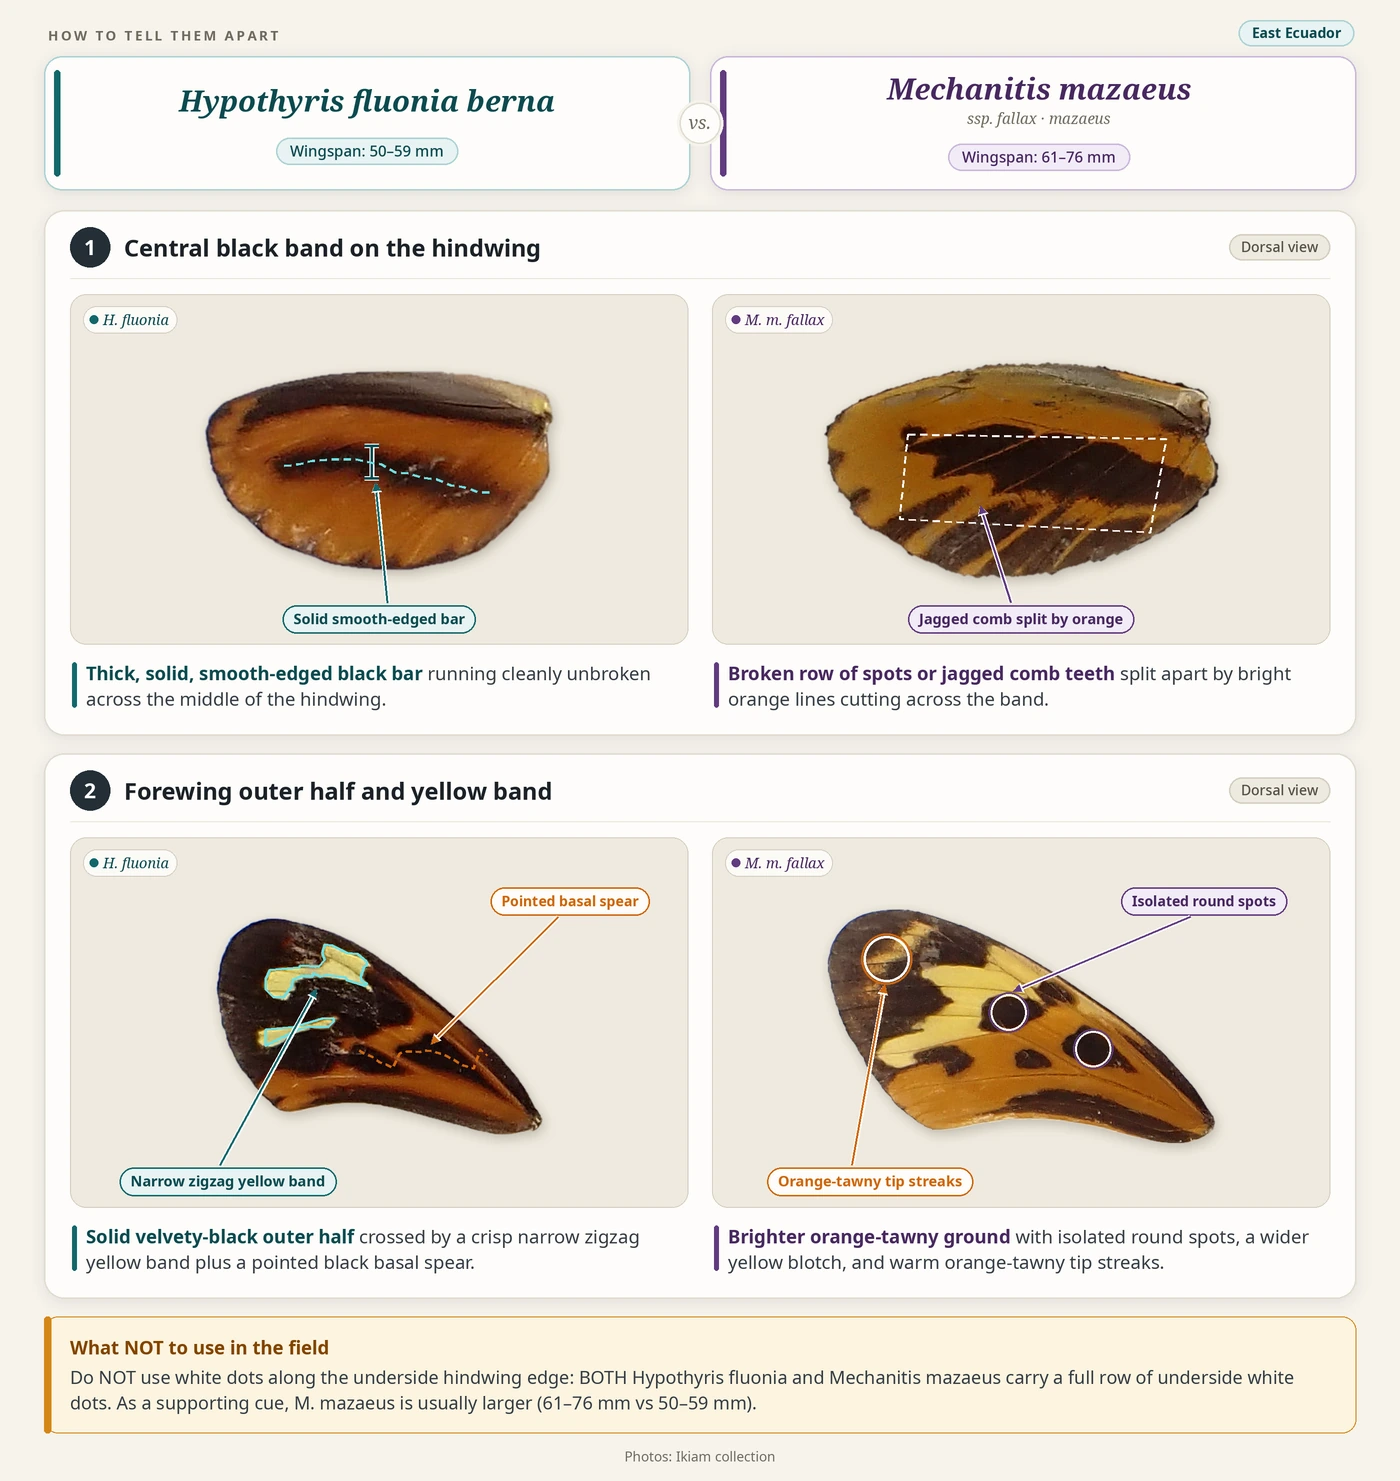 HOW TO TELL THEM APART
East Ecuador
Hypothyris fluonia berna
Wingspan: 50–59 mm
vs.
Mechanitis mazaeus
ssp. fallax · mazaeus
Wingspan: 61–76 mm
1
Central black band on the hindwing
Dorsal view
H. fluonia
Solid smooth-edged bar
M. m. fallax
Jagged comb split by orange
Thick, solid, smooth-edged black bar running cleanly unbroken
across the middle of the hindwing.
Broken row of spots or jagged comb teeth split apart by bright
orange lines cutting across the band.
2
Forewing outer half and yellow band
Dorsal view
H. fluonia
Pointed basal spear
Narrow zigzag yellow band
M. m. fallax
Isolated round spots
Orange-tawny tip streaks
Solid velvety-black outer half crossed by a crisp narrow zigzag
yellow band plus a pointed black basal spear.
Brighter orange-tawny ground with isolated round spots, a wider
yellow blotch, and warm orange-tawny tip streaks.
What NOT to use in the field
Do NOT use white dots along the underside hindwing edge: BOTH Hypothyris fluonia and Mechanitis mazaeus carry a full row of underside white
dots. As a supporting cue, M. mazaeus is usually larger (61–76 mm vs 50–59 mm).
Photos: Ikiam collection